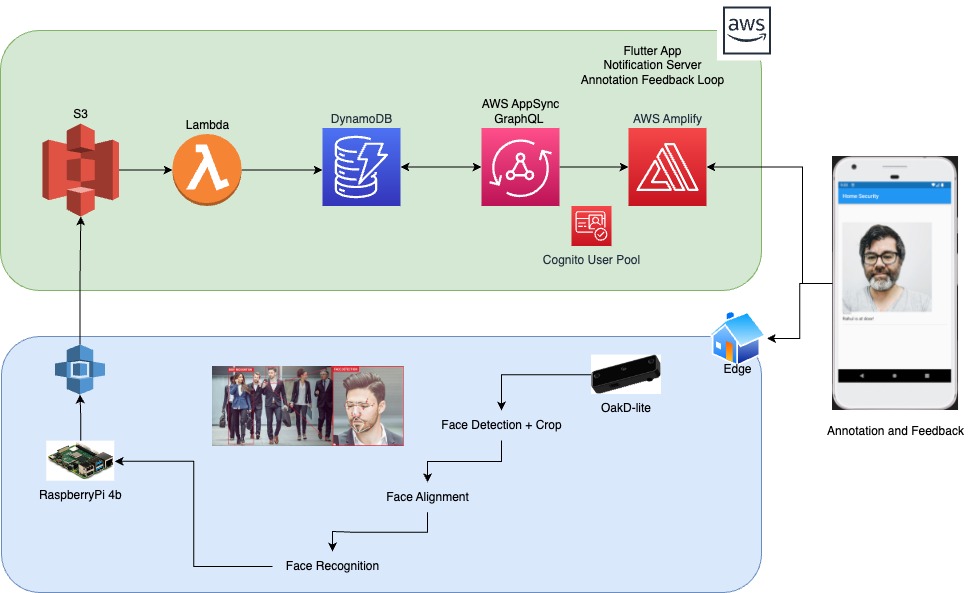 aws
Flutter App
Notification Server
Annotation Feedback Loop
S3
Lambda
DynamoDB
AWS AppSync
GraphQL
AWS Amplify
Cognito User Pool
Home Security
Rahul is at door!
Edge
OakD-lite
FACE DETECTION
Face Detection + Crop
Annotation and Feedback
RaspberryPi 4b
Face Alignment
Face Recognition